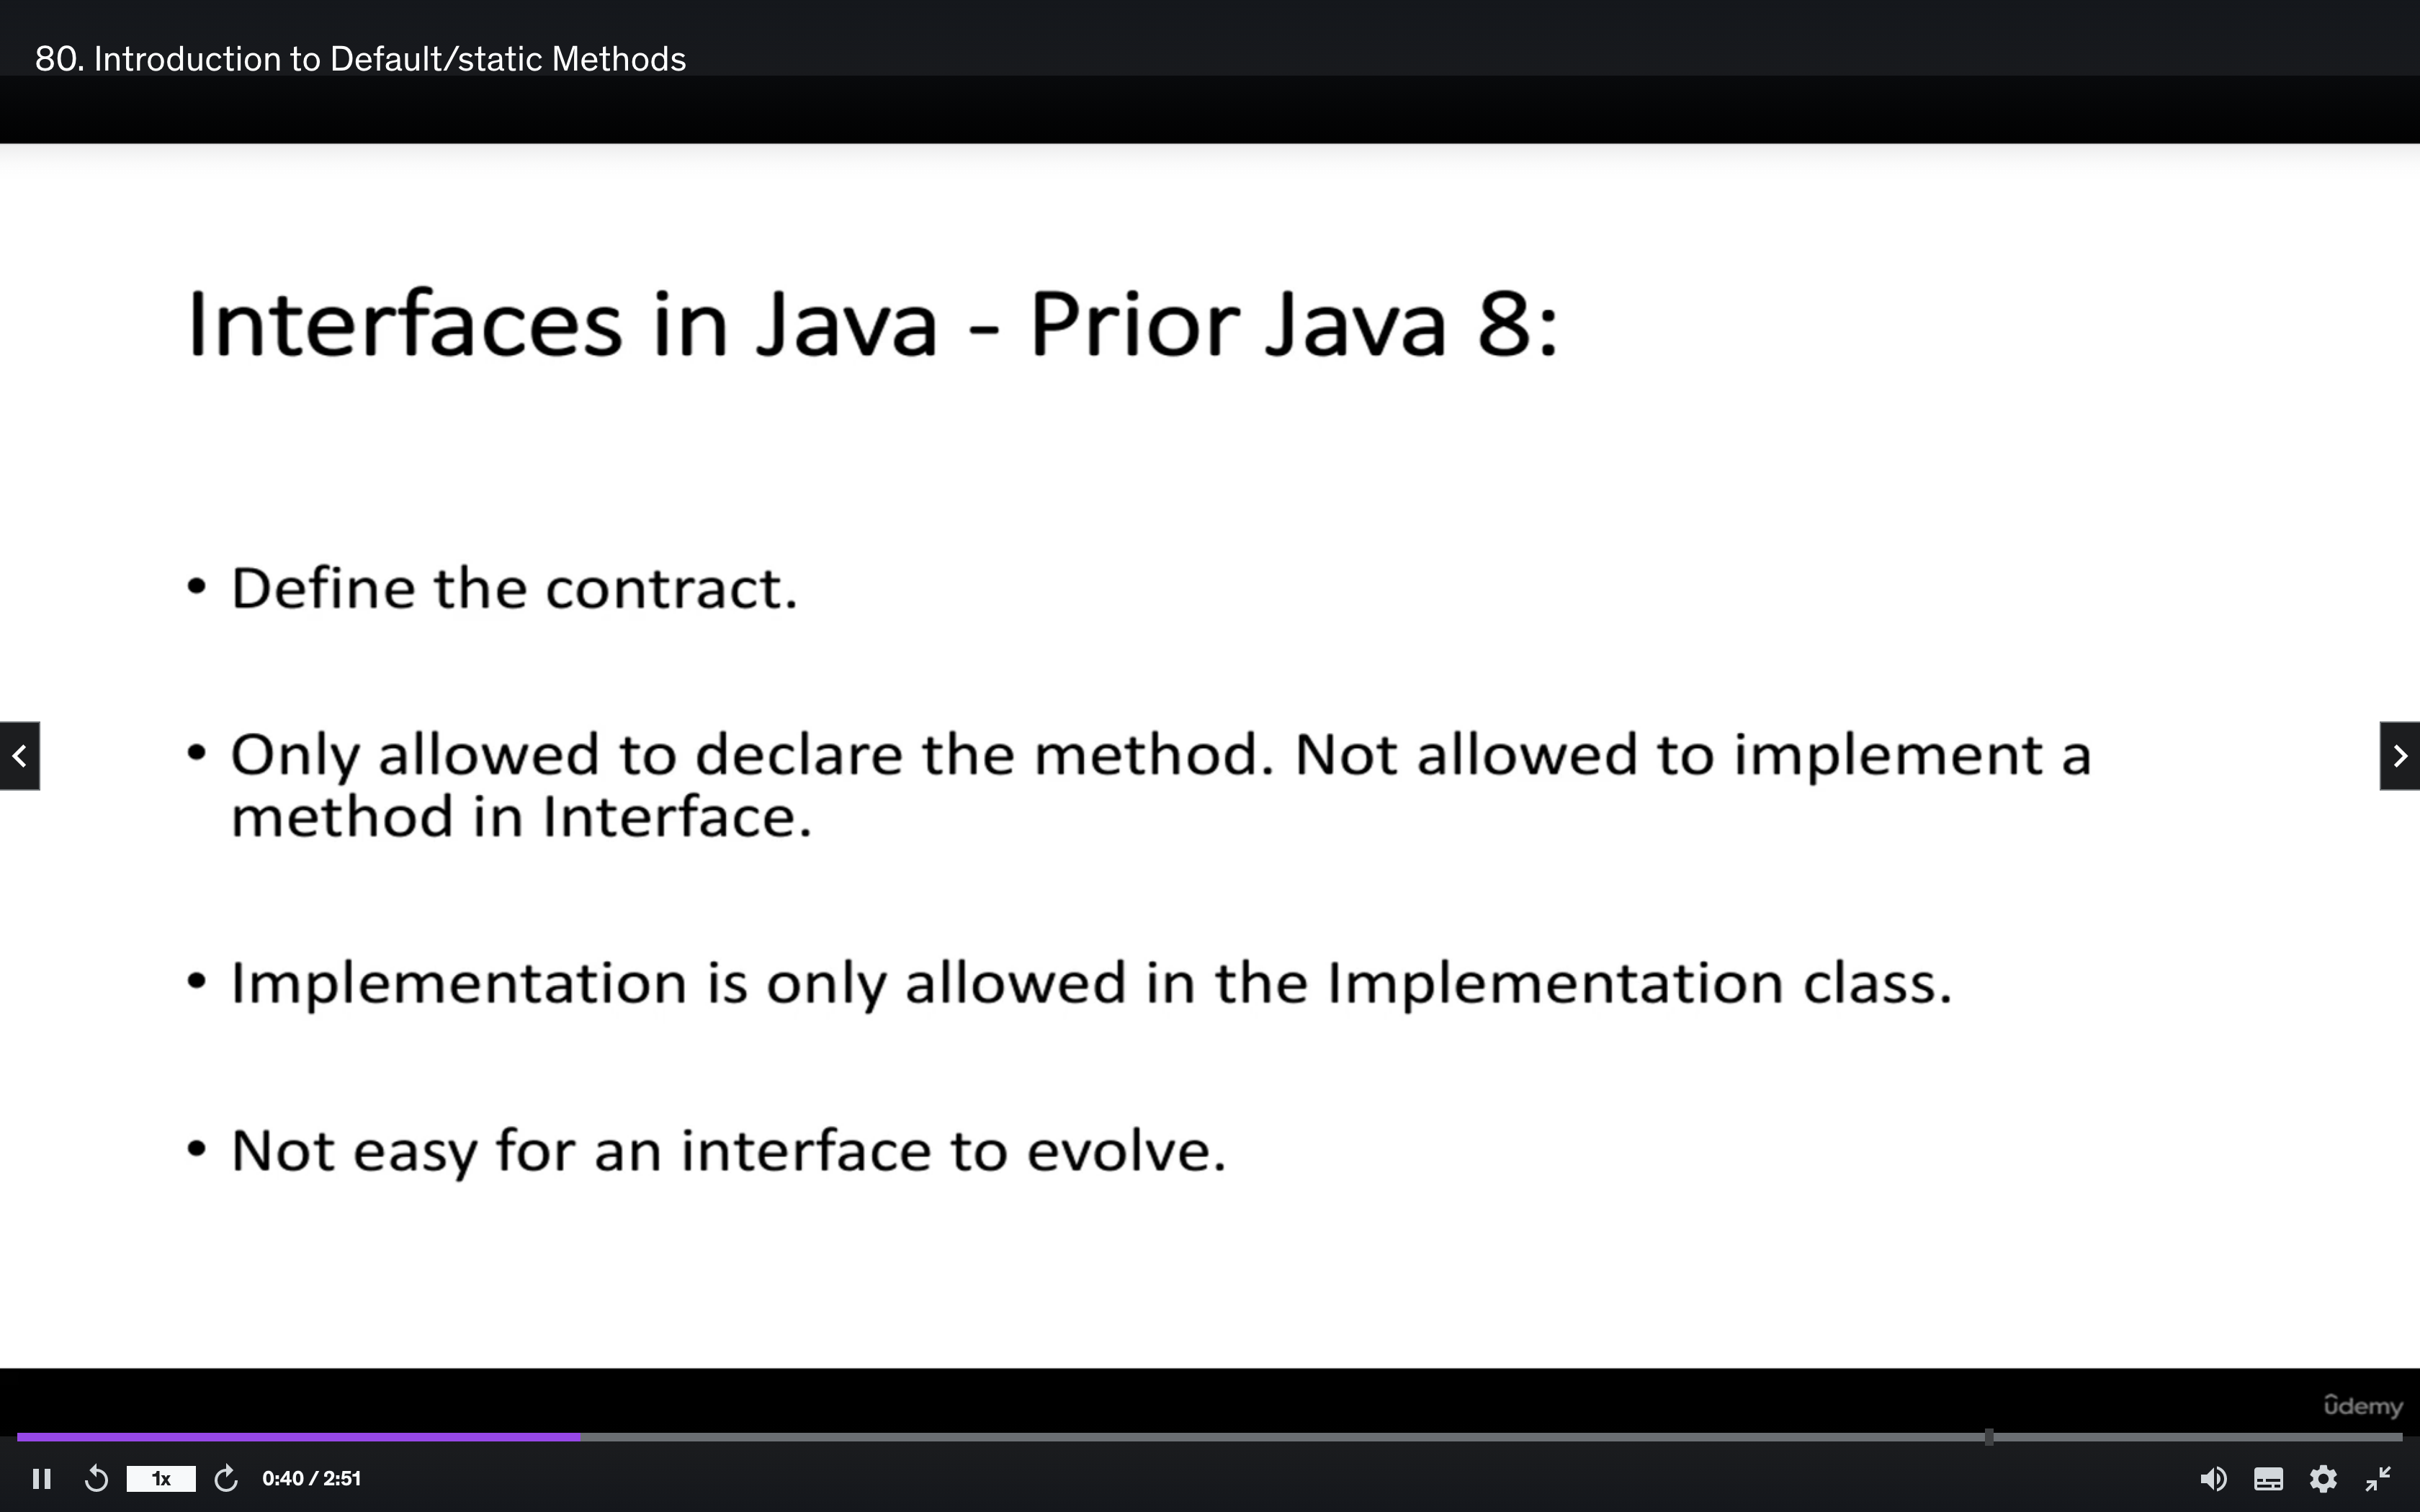 80. Introduction to Default/static Methods
Interfaces in Java - Prior Java 8:
• Define the contract.
• Only allowed to declare the method. Not allowed to implement a
method in Interface.
• Implementation is only allowed in the Implementation class.
• Not easy for an interface to evolve.
ûdemy
1x
0:40 / 2:51